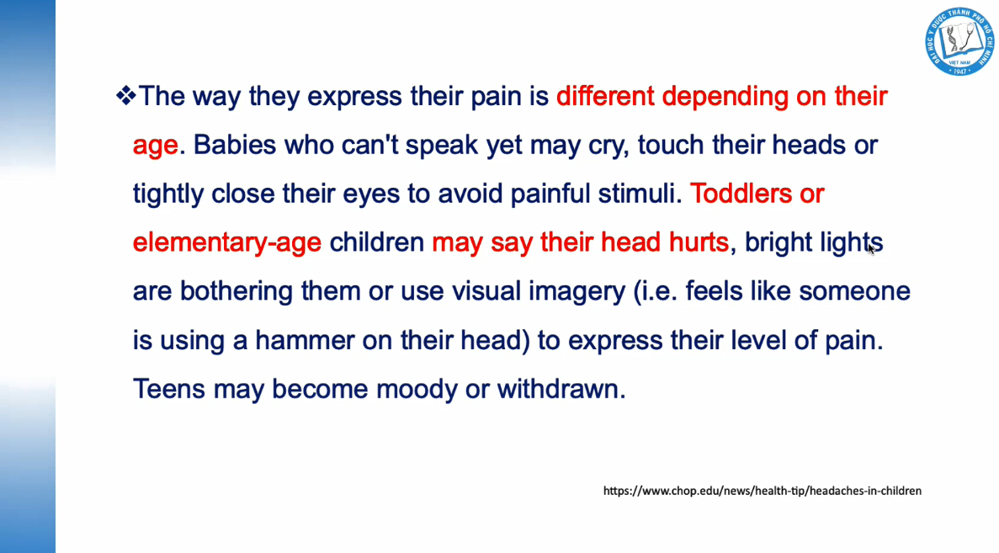 ĐẠI HỌC Y DƯỢC THÀNH PHỐ HỒ CHÍ MINH
VIỆT NAM
1947
❖The way they express their pain is different depending on their
age. Babies who can't speak yet may cry, touch their heads or
tightly close their eyes to avoid painful stimuli. Toddlers or
elementary-age children may say their head hurts, bright lights
are bothering them or use visual imagery (i.e. feels like someone
is using a hammer on their head) to express their level of pain.
Teens may become moody or withdrawn.
https://www.chop.edu/news/health-tip/headaches-in-children